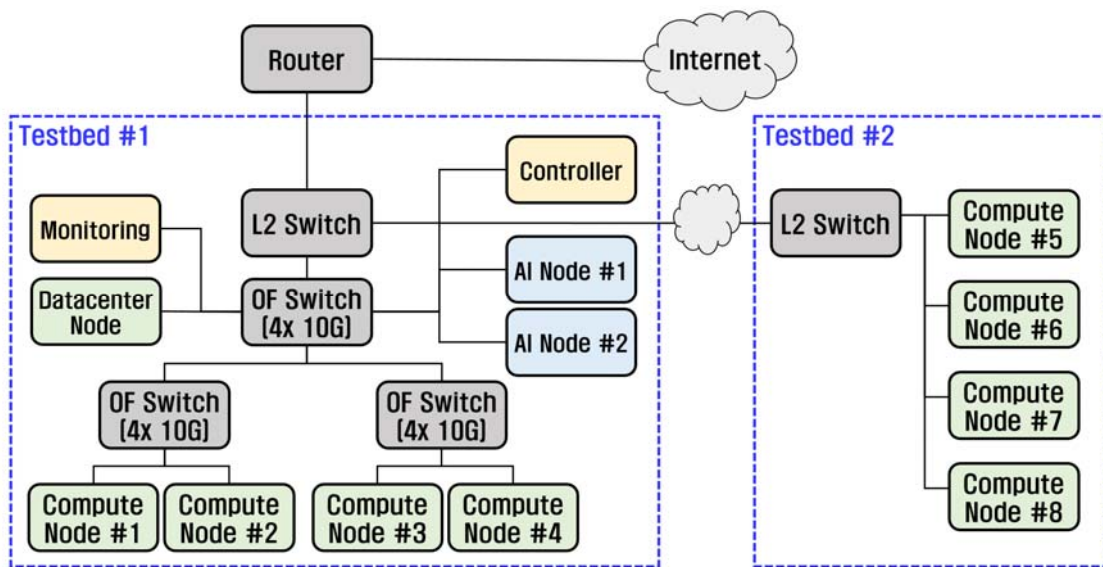 Router
Internet
Testbed #1
Testbed #2
Controller
Monitoring
L2 Switch
L2 Switch
Compute
Node #5
AI Node #1
Datacenter
Node
OF Switch
(4x 10G)
Compute
Node #6
AI Node #2
OF Switch
(4x 10G)
OF Switch
(4x 10G)
Compute
Node #7
Compute
Node #1
Compute
Node #2
Compute
Node #3
Compute
Node #4
Compute
Node #8